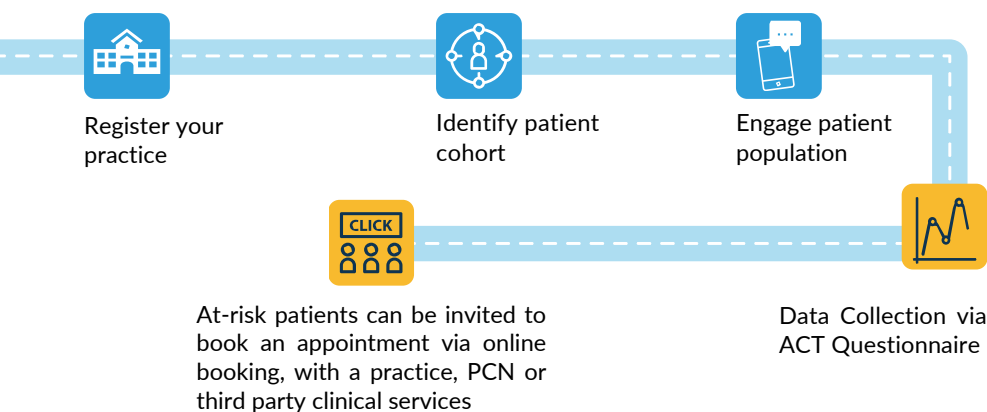 Register your
practice
Identify patient
cohort
Engage patient
population
CLICK
At-risk patients can be invited to
book an appointment via online
booking, with a practice, PCN or
third party clinical services
Data Collection via
ACT Questionnaire